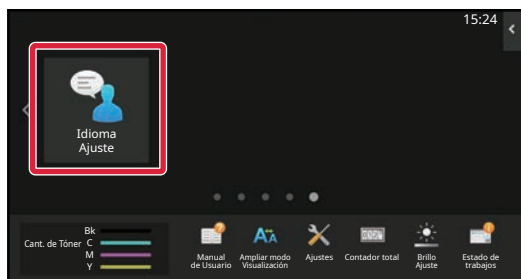 15:24
Idioma
Ajuste
Cant. de Tóner
Bk
C
M
Y
Manual
de Usuario
Ampliar modo
Visualización
Ajustes
Contador total
Brillo
Ajuste
Estado de
trabajos